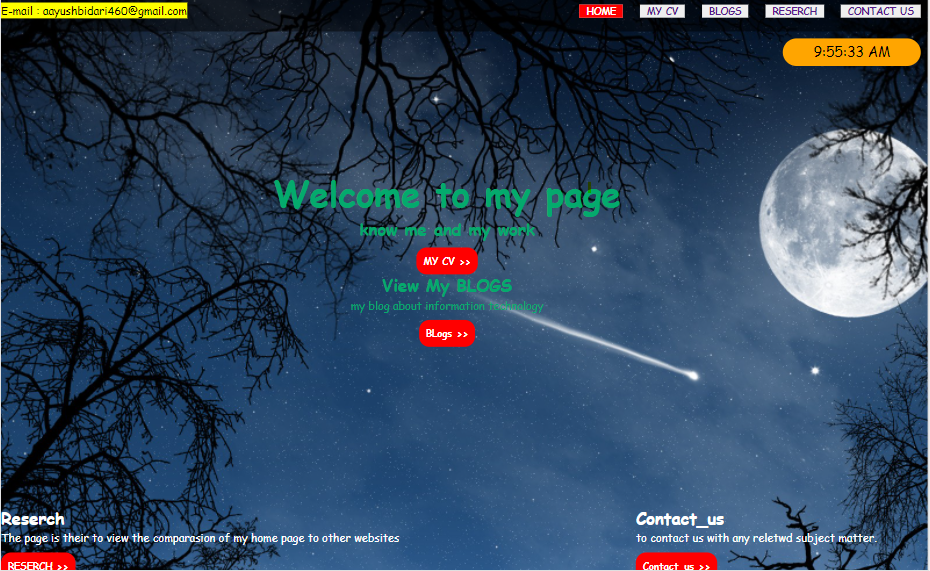 E-mail : aayushbidari460@gmail.com
HOME MY CV BLOGS RESERCH CONTACT US
9:55:33 AM
Welcome to my page
know me and my work
MY CV >>
View My BLOGS
my blog about information technology
BLogs >>
Reserch
The page is their to view the comparasion of my home page to other websites
RESERCH >>
Contact_us
to contact us with any reletwd subject matter.
Contact us >>